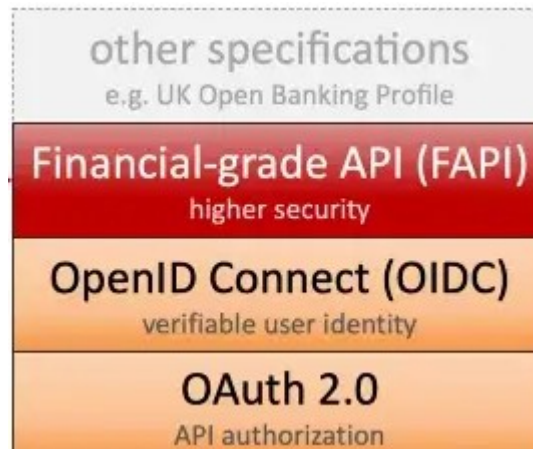 other specifications
e.g. UK Open Banking Profile
Financial-grade API (FAPI)
higher security
OpenID Connect (OIDC)
verifiable user identity
OAuth 2.0
API authorization